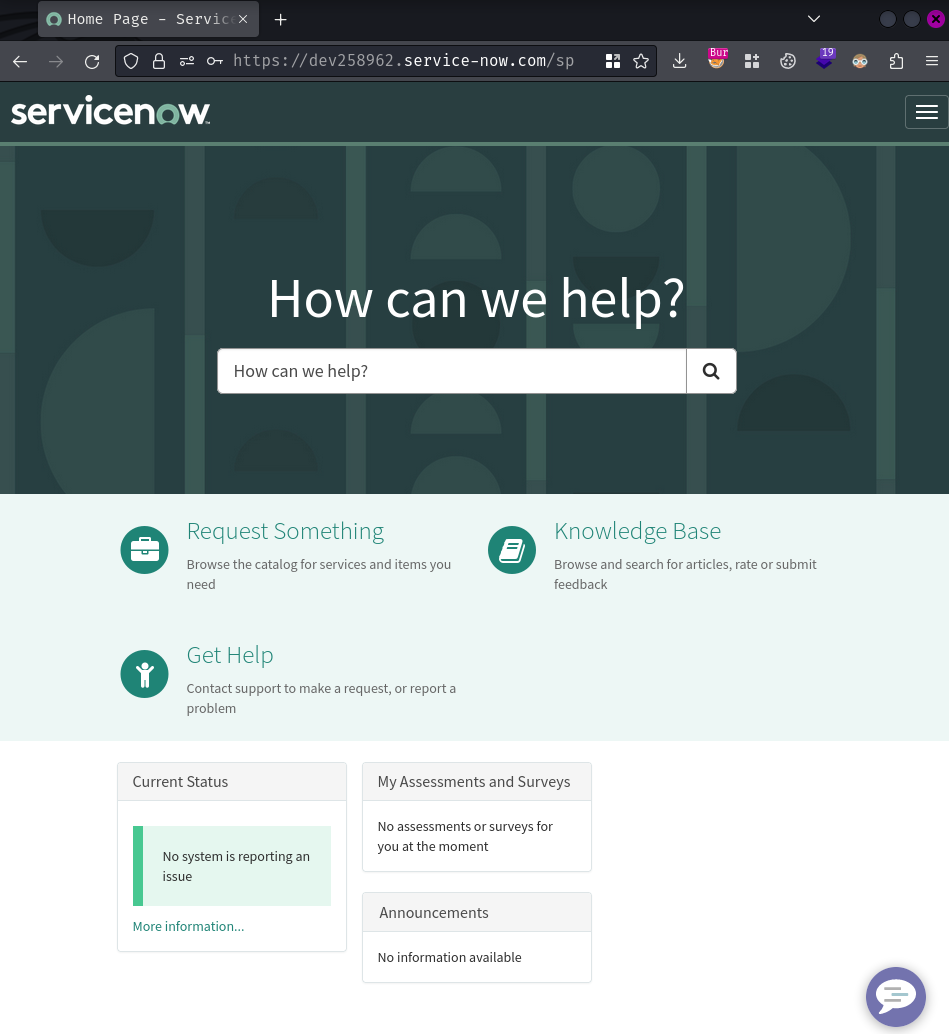 Home Page - Service
https://dev258962.service-now.com/sp
Bur
19
servicenow
How can we help?
How can we help?
Request Something
Browse the catalog for services and items you
need
Knowledge Base
Browse and search for articles, rate or submit
feedback
Get Help
Contact support to make a request, or report a
problem
Current Status
No system is reporting an
issue
More information...
My Assessments and Surveys
No assessments or surveys for
you at the moment
Announcements
No information available